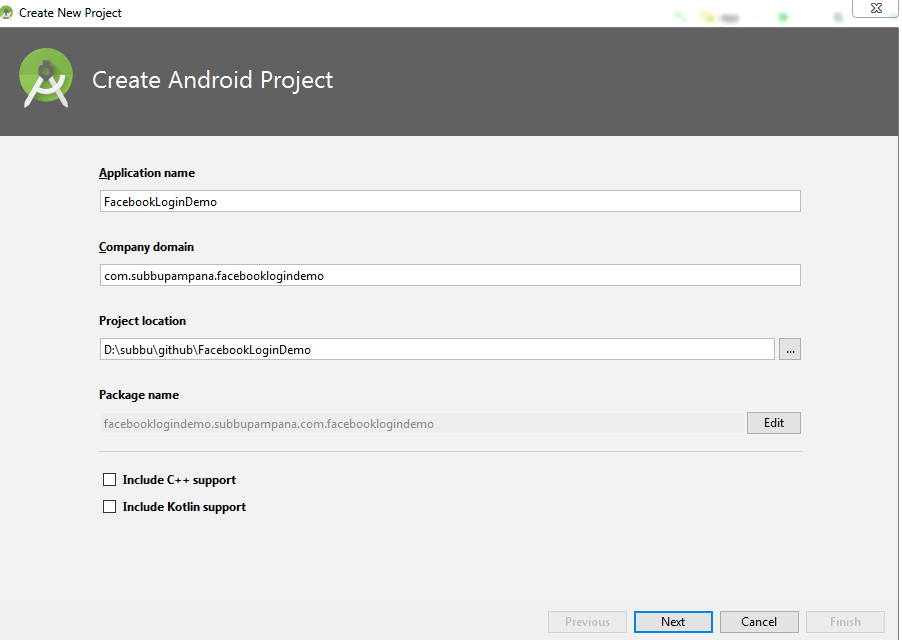 Create New Project
Create Android Project
Application name
FacebookLoginDemo
Company domain
com.subbupampana.facebooklogindemo
Project location
D:\subbu\github\FacebookLoginDemo
...
Package name
facebooklogindemo.subbupampana.com.facebooklogindemo
Edit
Include C++ support
Include Kotlin support
Previous Next Cancel Finish